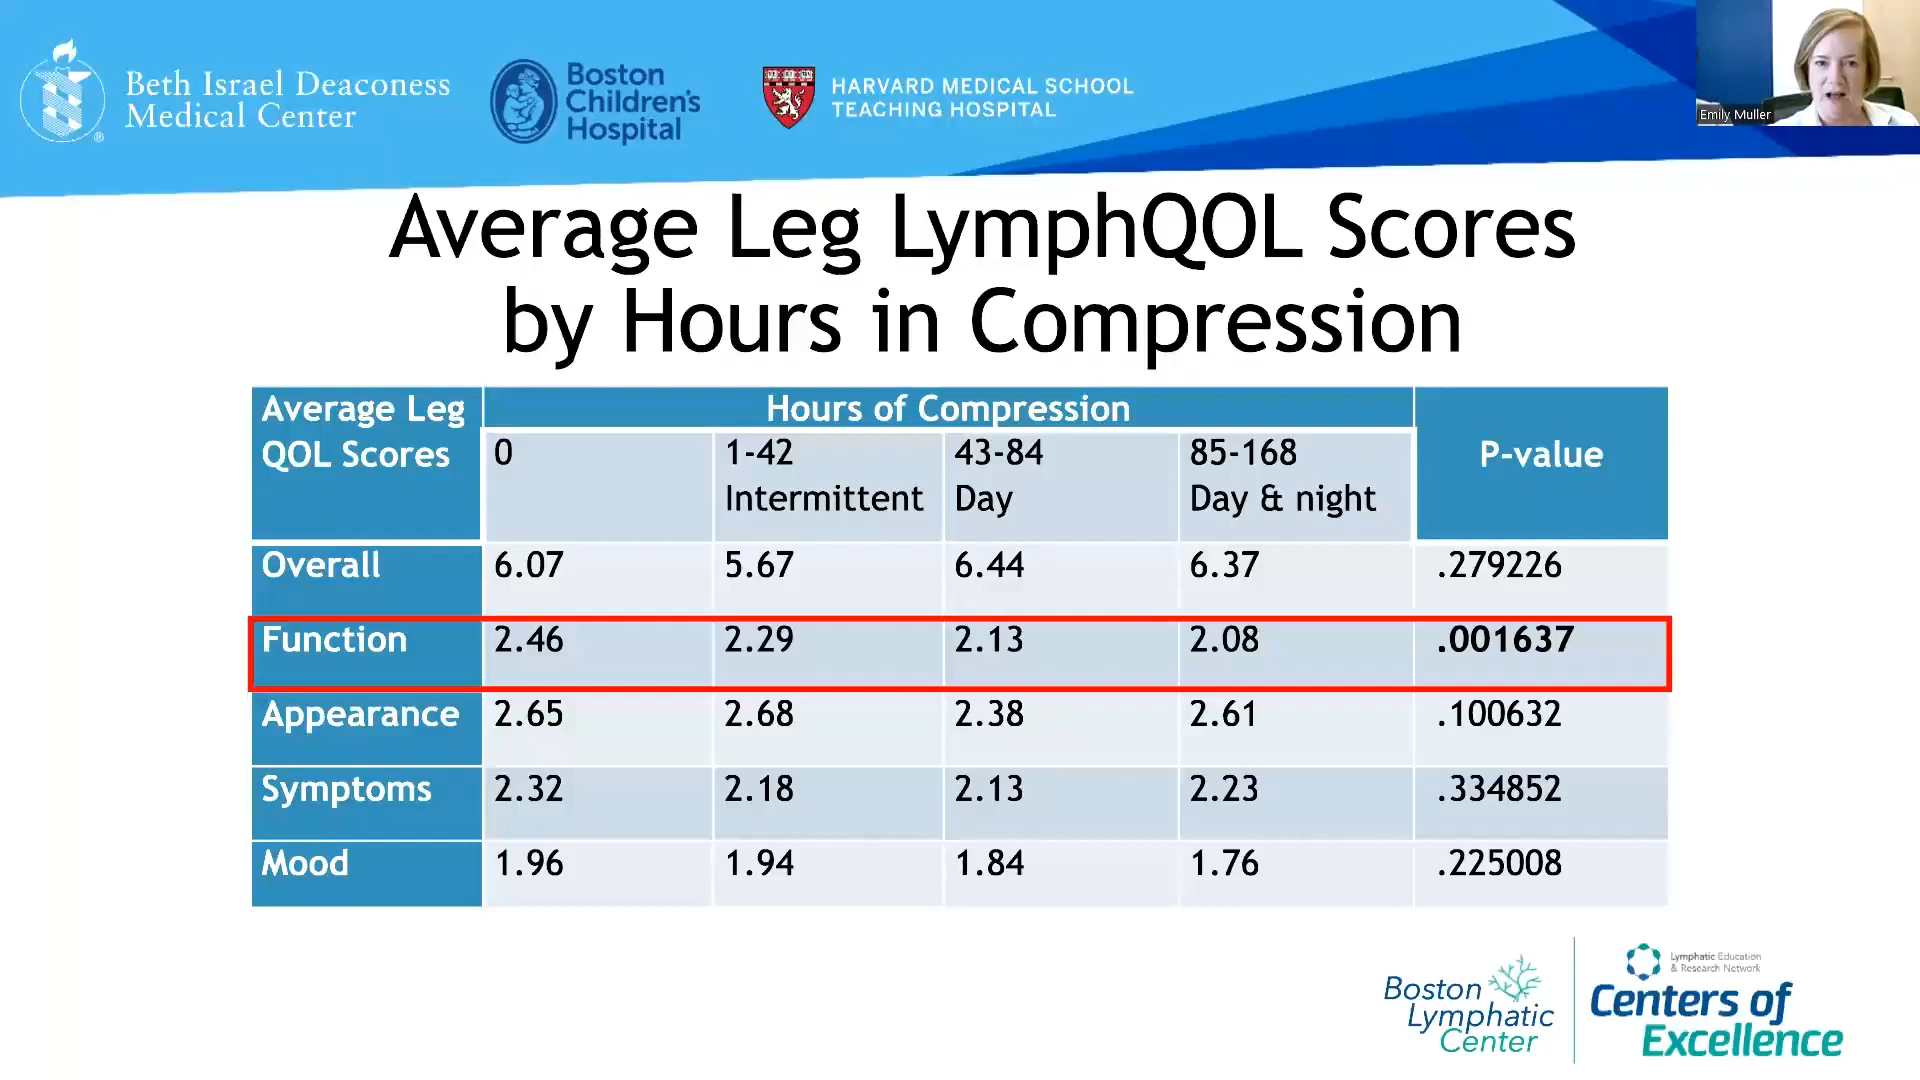 Beth Israel Deaconess
Medical Center
®
Boston
Children's
Hospital
HARVARD MEDICAL SCHOOL
TEACHING HOSPITAL
Emily Muller
Average Leg LymphQOL Scores
by Hours in Compression
Average Leg QOL Scores
Hours of Compression
P-value
0
1-42 Intermittent
43-84 Day
85-168 Day & night
Overall 6.07 5.67 6.44 6.37 .279226
Function 2.46 2.29 2.13 2.08 .001637
Appearance 2.65 2.68 2.38 2.61 .100632
Symptoms 2.32 2.18 2.13 2.23 .334852
Mood 1.96 1.94 1.84 1.76 .225008
Boston
Lymphatic
Center
Lymphatic Education
& Research Network
Centers of
Excellence